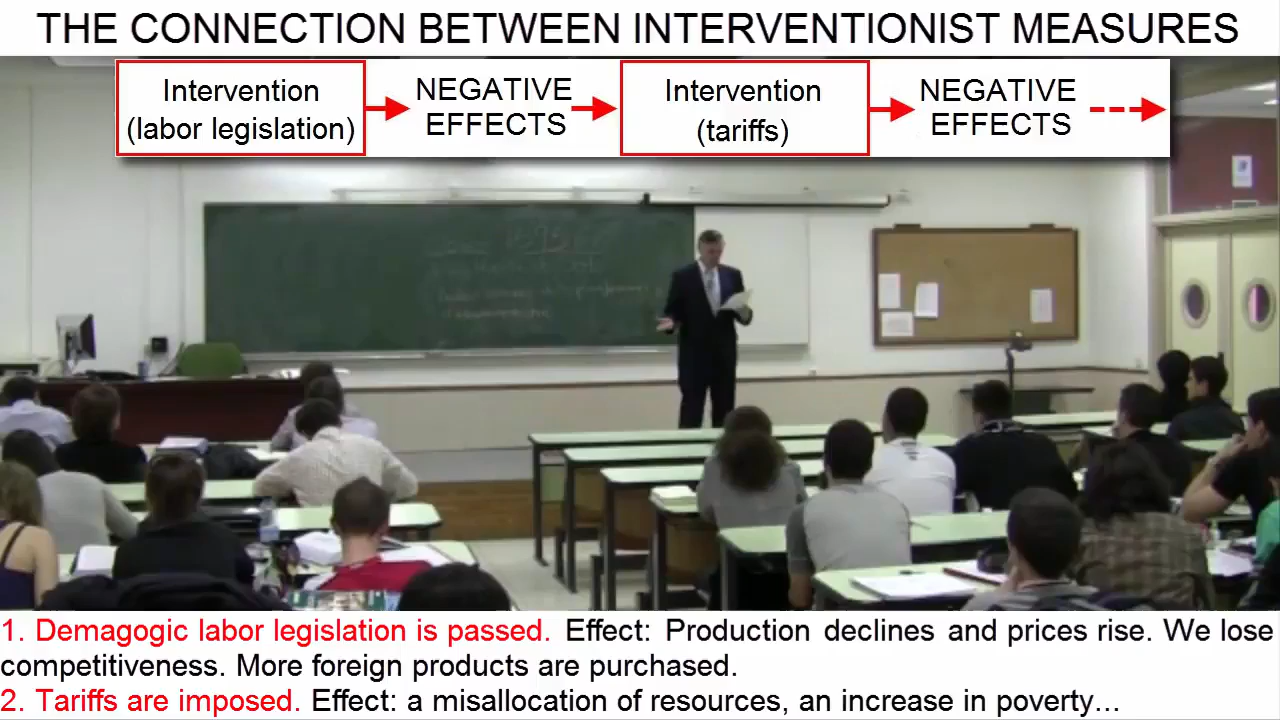 THE CONNECTION BETWEEN INTERVENTIONIST MEASURES
Intervention
(labor legislation)
NEGATIVE
EFFECTS
Intervention
(tariffs)
NEGATIVE
EFFECTS
1. Demagogic labor legislation is passed. Effect: Production declines and prices rise. We lose
competitiveness. More foreign products are purchased.
2. Tariffs are imposed. Effect: a misallocation of resources, an increase in poverty...